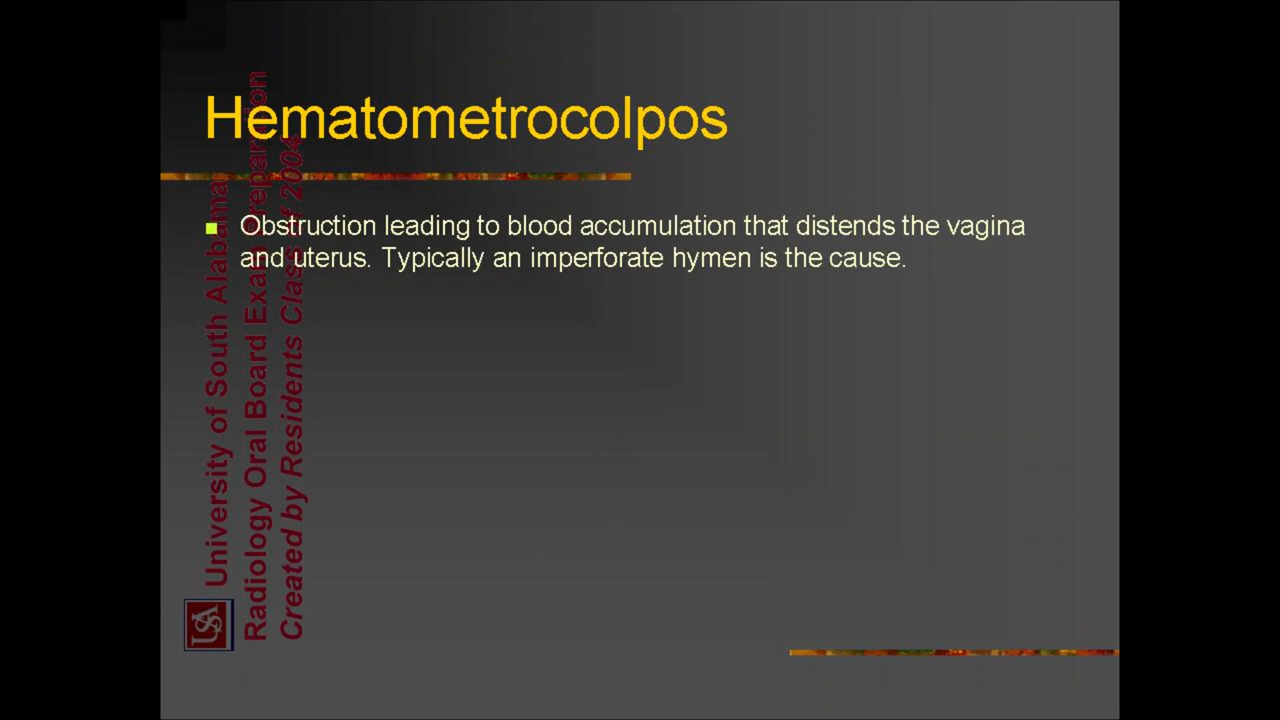 Hematometrocolpos
Obstruction leading to blood accumulation that distends the vagina
and uterus. Typically an imperforate hymen is the cause.
University of South Alabama
Radiology Oral Board Exam Preparation
Created by Residents Class of 2004
USA